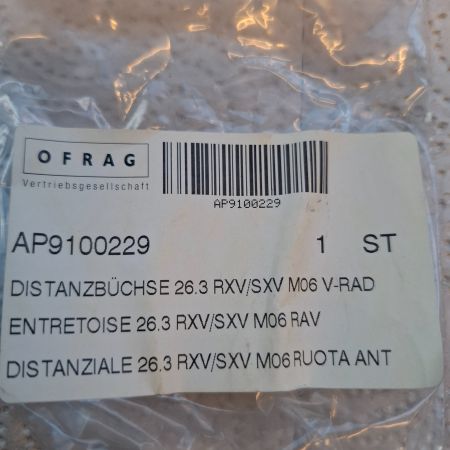 OFRAG
Vertriebsgesellschaft
AP9100229
AP9100229 1 ST
DISTANZBÜCHSE 26.3 RXV/SXV M06 V-RAD
ENTRETOISE 26.3 RXV/SXV M06 RAV
DISTANZIALE 26.3 RXV/SXV M06 RUOTA ANT